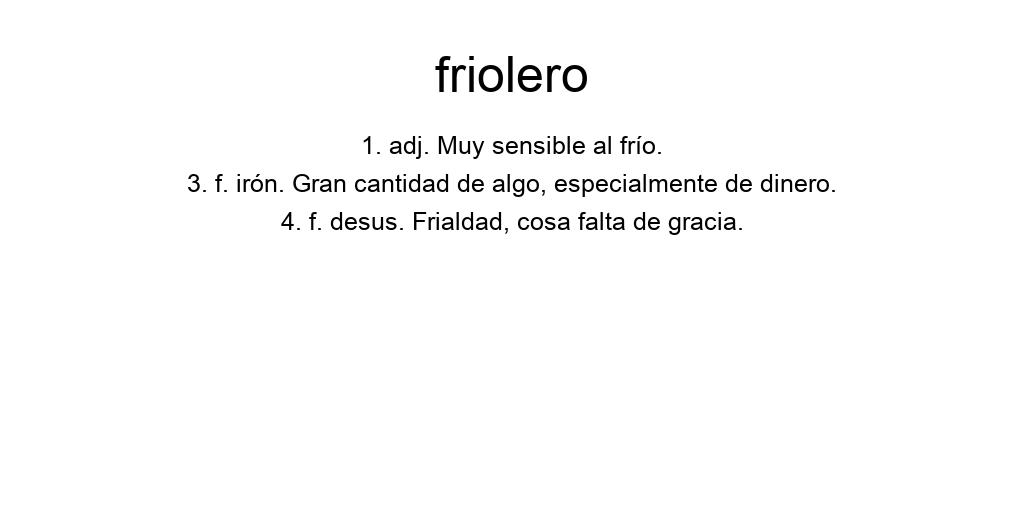 friolero
1. adj. Muy sensible al frío.
3. f. irón. Gran cantidad de algo, especialmente de dinero.
4. f. desus. Frialdad, cosa falta de gracia.